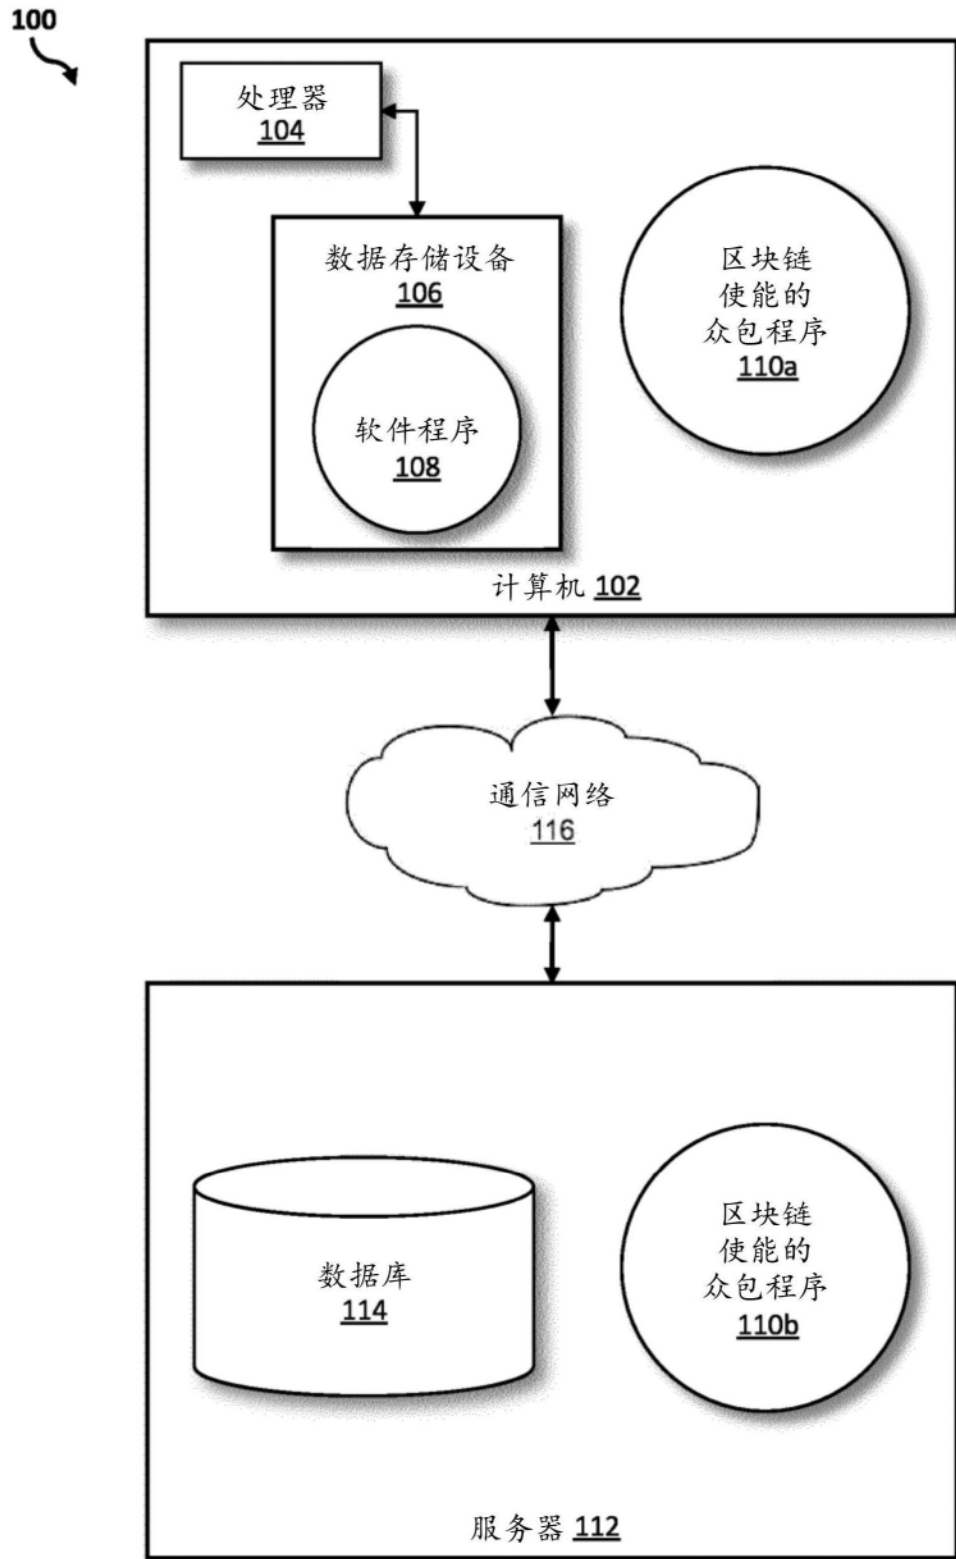 100
处理器
104
数据存储设备
106
软件程序
108
区块链
使能的
众包程序
110a
计算机 102
通信网络
116
数据库
114
区块链
使能的
众包程序
110b
服务器 112